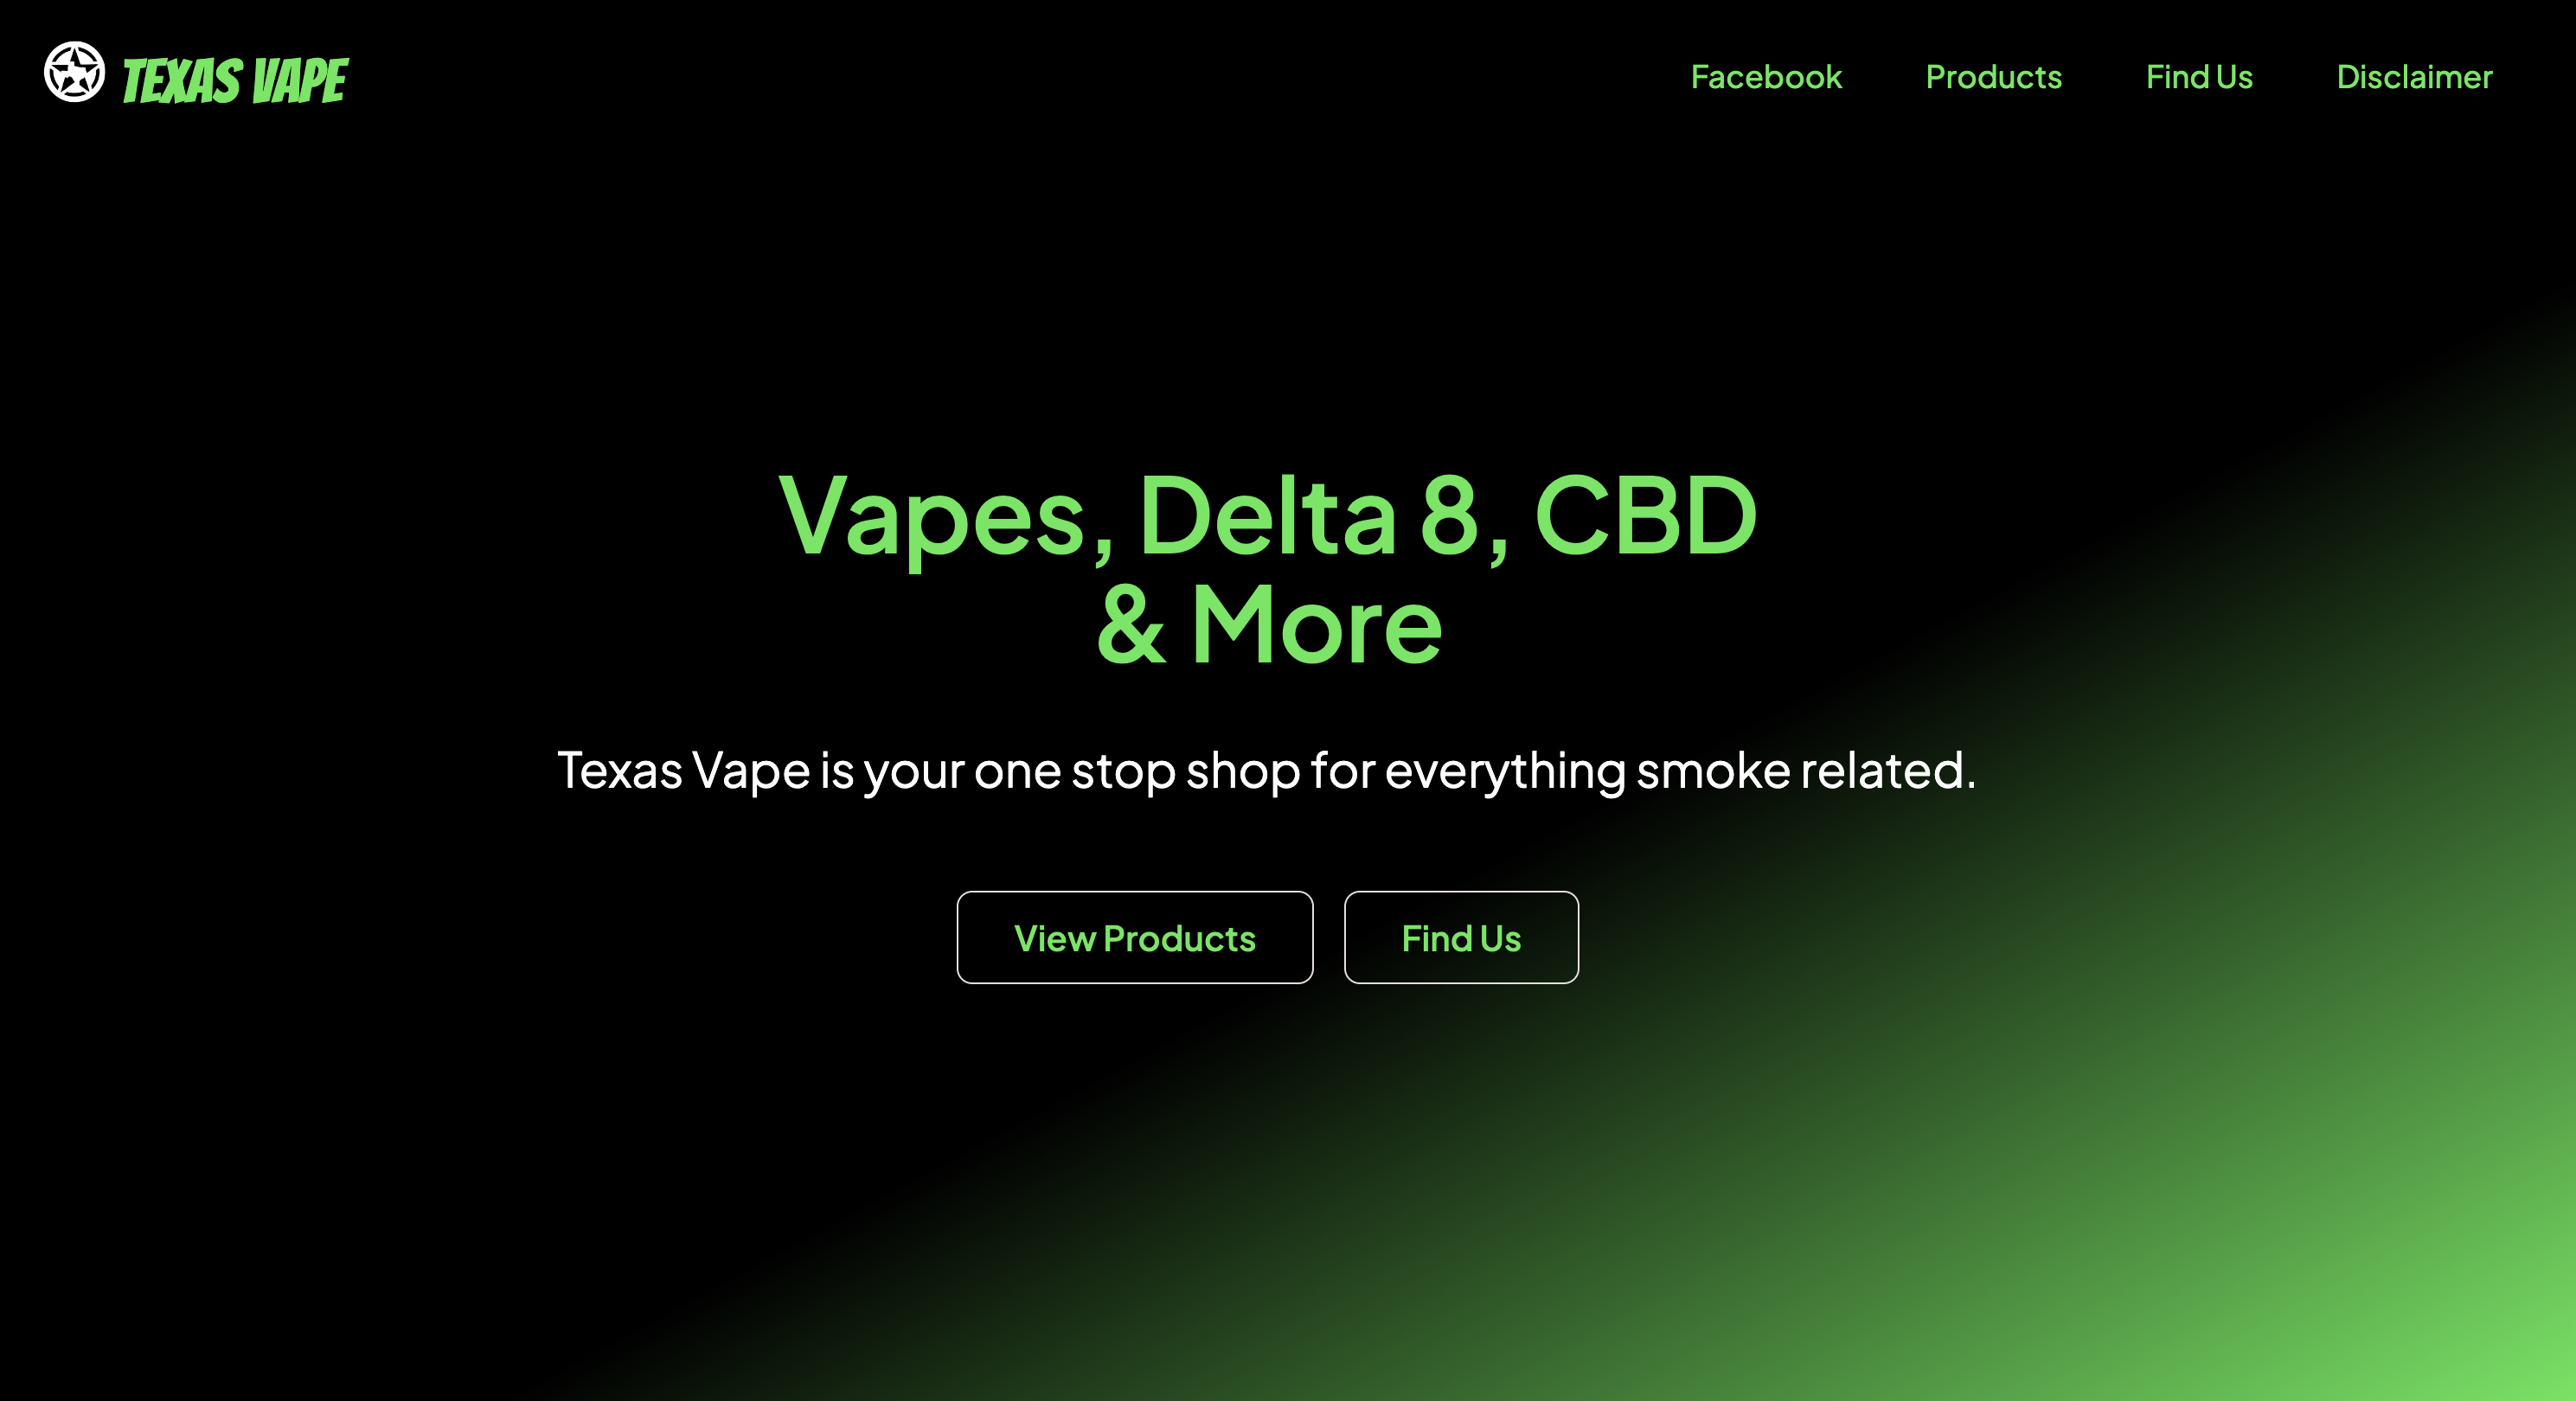 TEXAS VAPE
Facebook
Products
Find Us
Disclaimer
Vapes, Delta 8, CBD
& More
Texas Vape is your one stop shop for everything smoke related.
View Products
Find Us